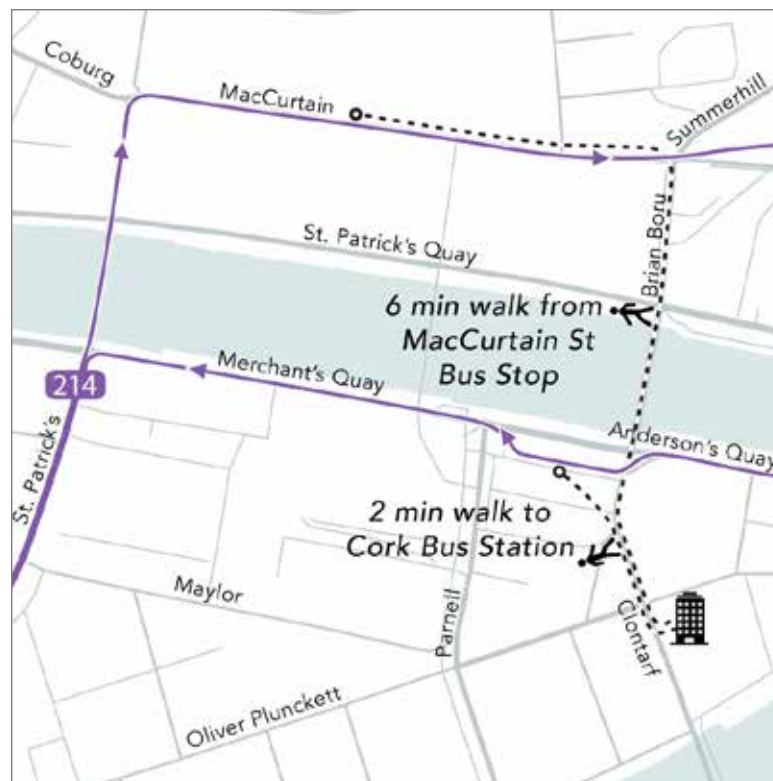 Coburg
MacCurtain
Summerhill
St. Patrick's Quay
Brian Boru
6 min walk from
MacCurtain St
Bus Stop
Merchant's Quay
214
Anderson's Quay
St. Patrick's
2 min walk to
Cork Bus Station
Maylor
Parnell
Clontarf
Oliver Plunckett